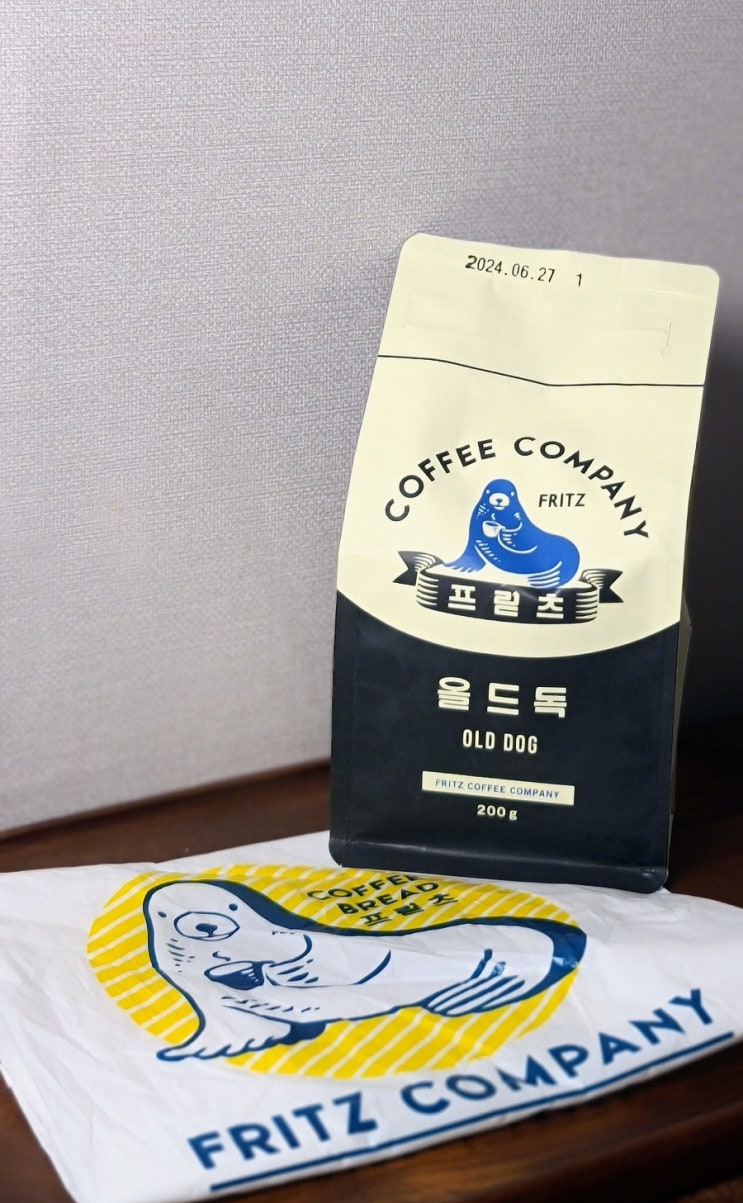 2024.06.27 1
COFFEE COMPANY
FRITZ
프릳츠
올드독
OLD DOG
FRITZ COFFEE COMPANY
200g
COFFEE
BREAD
프릳츠
FRITZ COMPANY